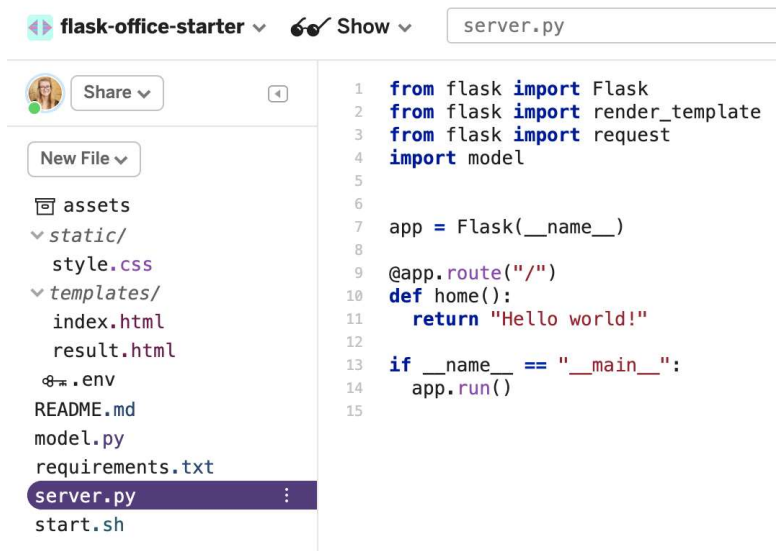 flask-office-starter Show server.py
Share
New File
assets
static/
style.css
templates/
index.html
result.html
.env
README.md
model.py
requirements.txt
server.py
start.sh
1 from flask import Flask
2 from flask import render_template
3 from flask import request
4 import model
5
6
7 app = Flask(__name__)
8
9 @app.route("/")
10 def home():
11   return "Hello world!"
12
13 if __name__ == "__main__":
14   app.run()
15